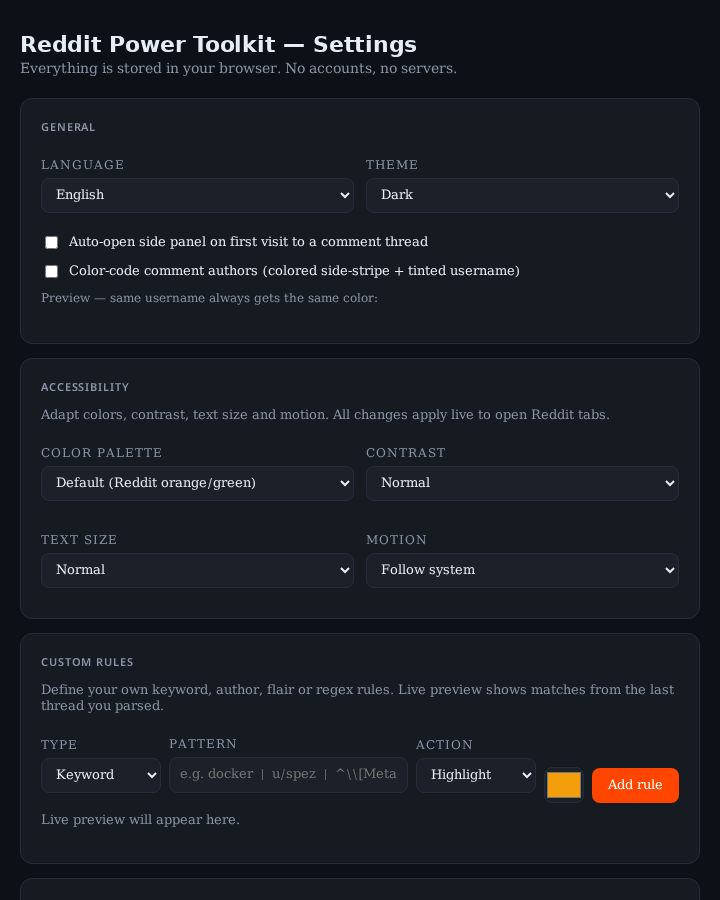 Reddit Power Toolkit — Settings
Everything is stored in your browser. No accounts, no servers.
GENERAL
LANGUAGE THEME
English Dark
Auto-open side panel on first visit to a comment thread
Color-code comment authors (colored side-stripe + tinted username)
Preview — same username always gets the same color:
ACCESSIBILITY
Adapt colors, contrast, text size and motion. All changes apply live to open Reddit tabs.
COLOR PALETTE CONTRAST
Default (Reddit orange/green) Normal
TEXT SIZE MOTION
Normal Follow system
CUSTOM RULES
Define your own keyword, author, flair or regex rules. Live preview shows matches from the last
thread you parsed.
TYPE PATTERN ACTION
Keyword e.g. docker | u/spez | ^\\[Meta Highlight Add rule
Live preview will appear here.